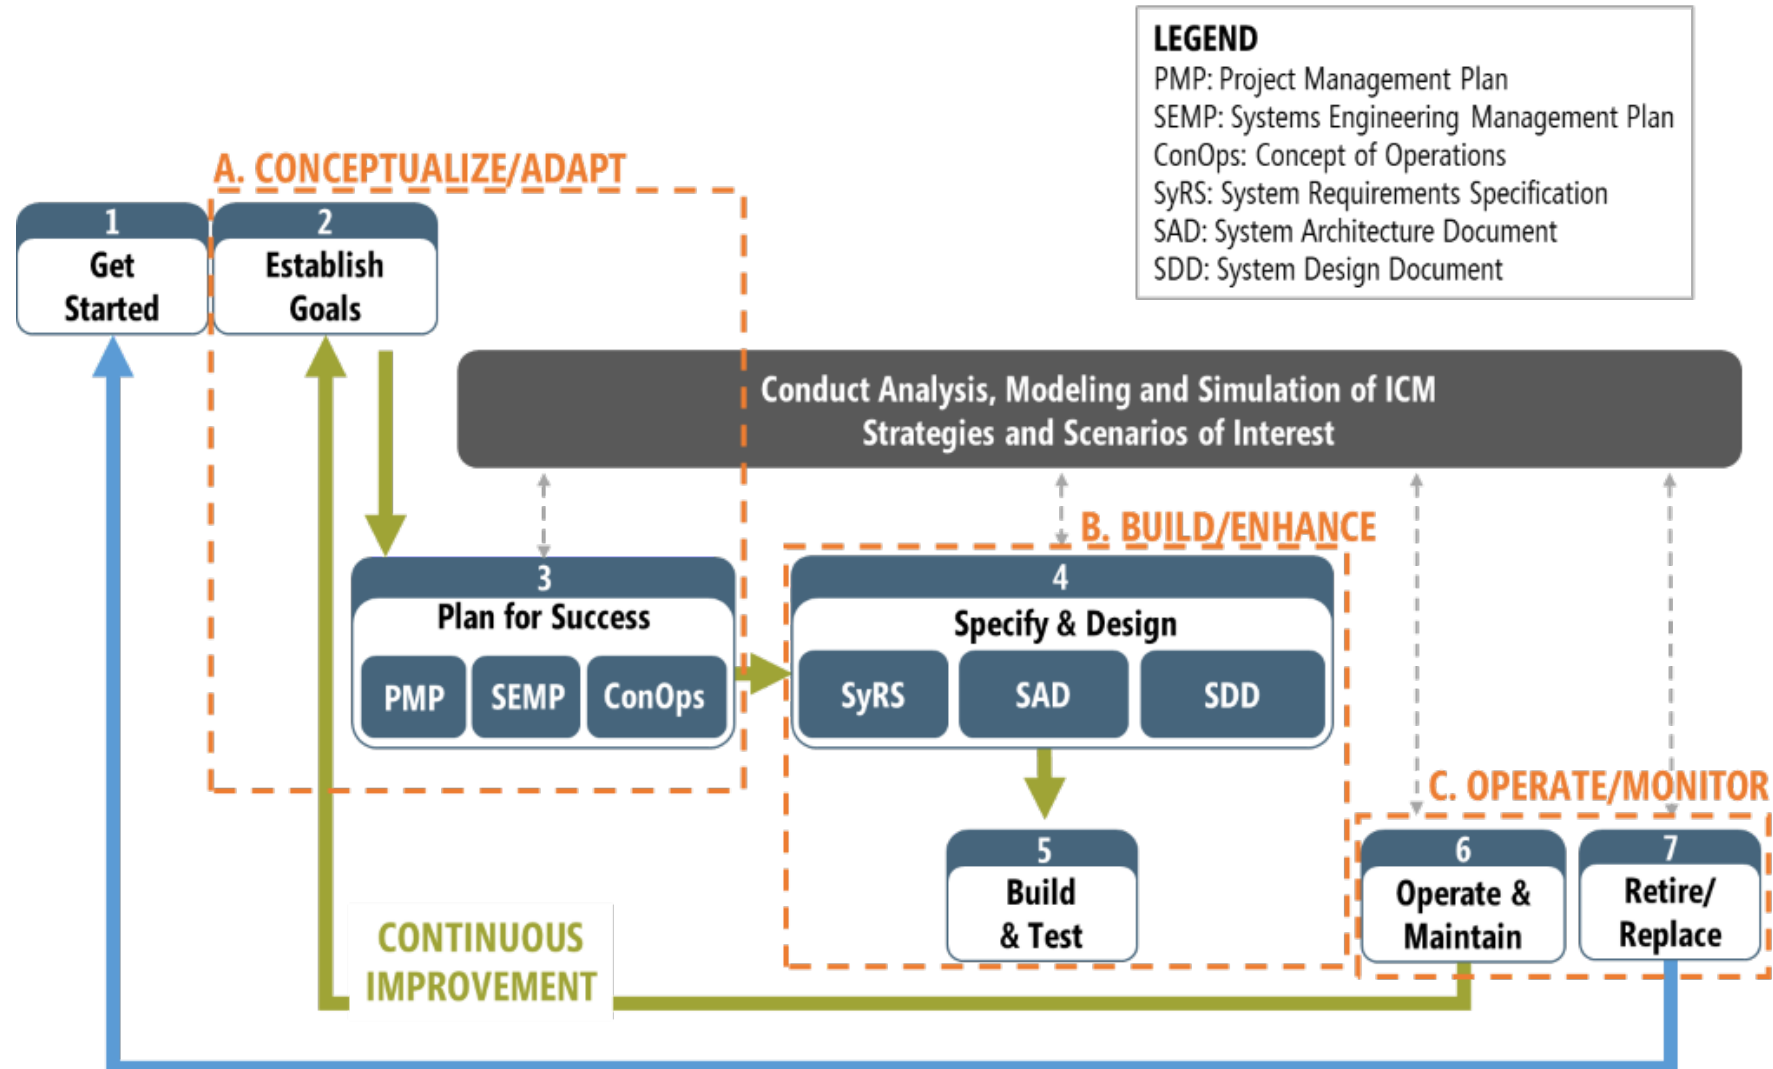 LEGEND
PMP: Project Management Plan
SEMP: Systems Engineering Management Plan
ConOps: Concept of Operations
SyRS: System Requirements Specification
SAD: System Architecture Document
SDD: System Design Document
A. CONCEPTUALIZE/ADAPT
1
Get
Started
2
Establish
Goals
Conduct Analysis, Modeling and Simulation of ICM
Strategies and Scenarios of Interest
3
Plan for Success
PMP
SEMP
ConOps
B. BUILD/ENHANCE
4
Specify & Design
SyRS
SAD
SDD
5
Build
& Test
C. OPERATE/MONITOR
6
Operate &
Maintain
7
Retire/
Replace
CONTINUOUS
IMPROVEMENT